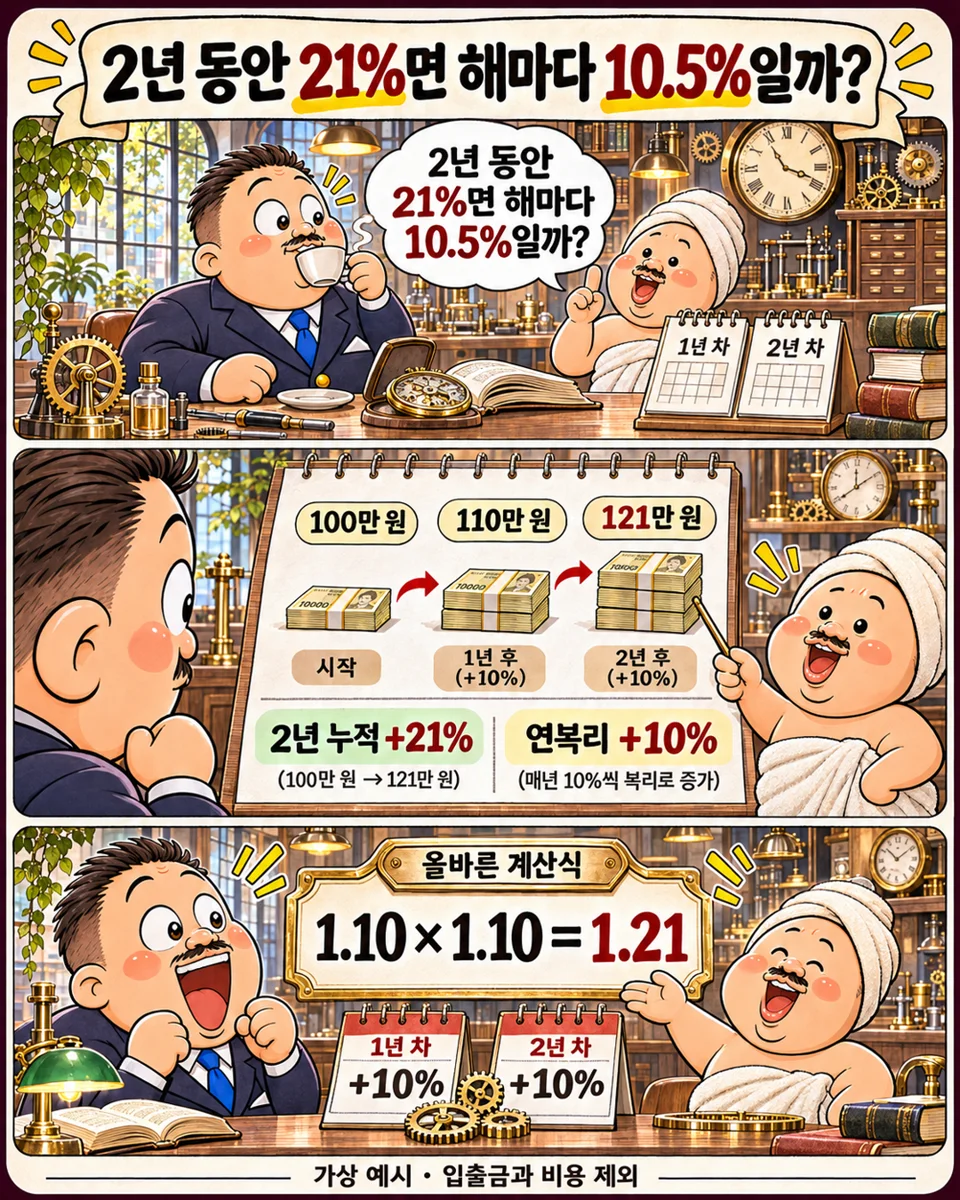 2년 동안 21%면 해마다 10.5%일까?
2년 동안
21%면 해마다
10.5%일까?
1년 차
2년 차
100만 원
110만 원
121만 원
10000
10000
시작
1년 후
(+10%)
2년 후
(+10%)
2년 누적 +21%
(100만 원 → 121만 원)
연복리 +10%
(매년 10%씩 복리로 증가)
올바른 계산식
1.10 × 1.10 = 1.21
1년 차
+10%
2년 차
+10%
가상 예시 · 입출금과 비용 제외